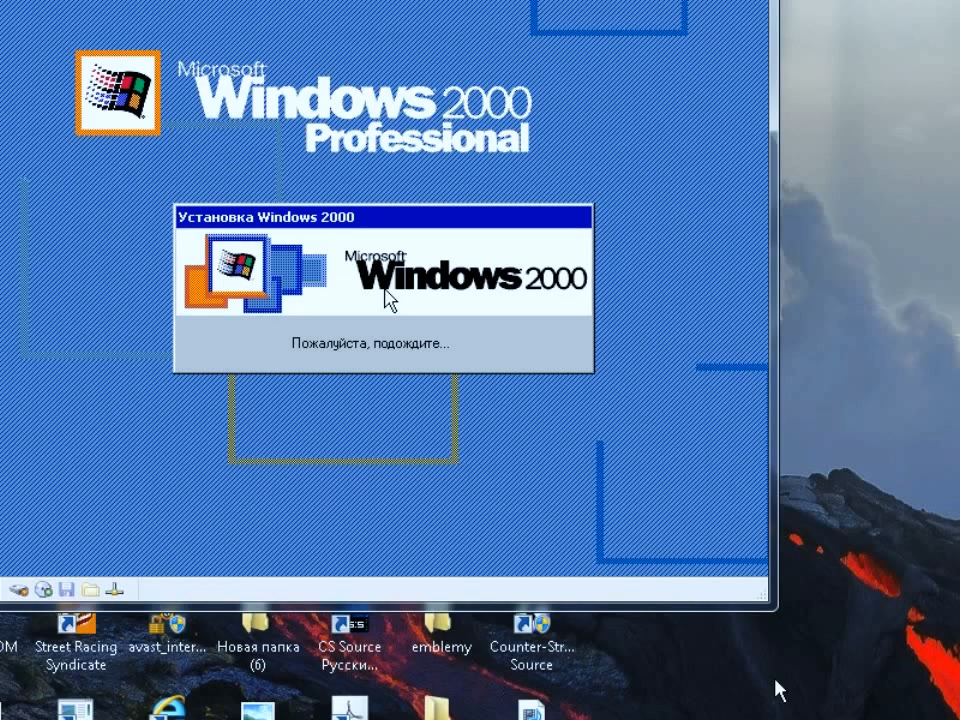 Microsoft
Windows 2000
Professional
Установка Windows 2000
Microsoft
Windows 2000
Пожалуйста, подождите...
OM
Street Racing
Syndicate
avast_inter...
Новая папка
(6)
CS Source
Русски...
emblemy
Counter-Str...
Source